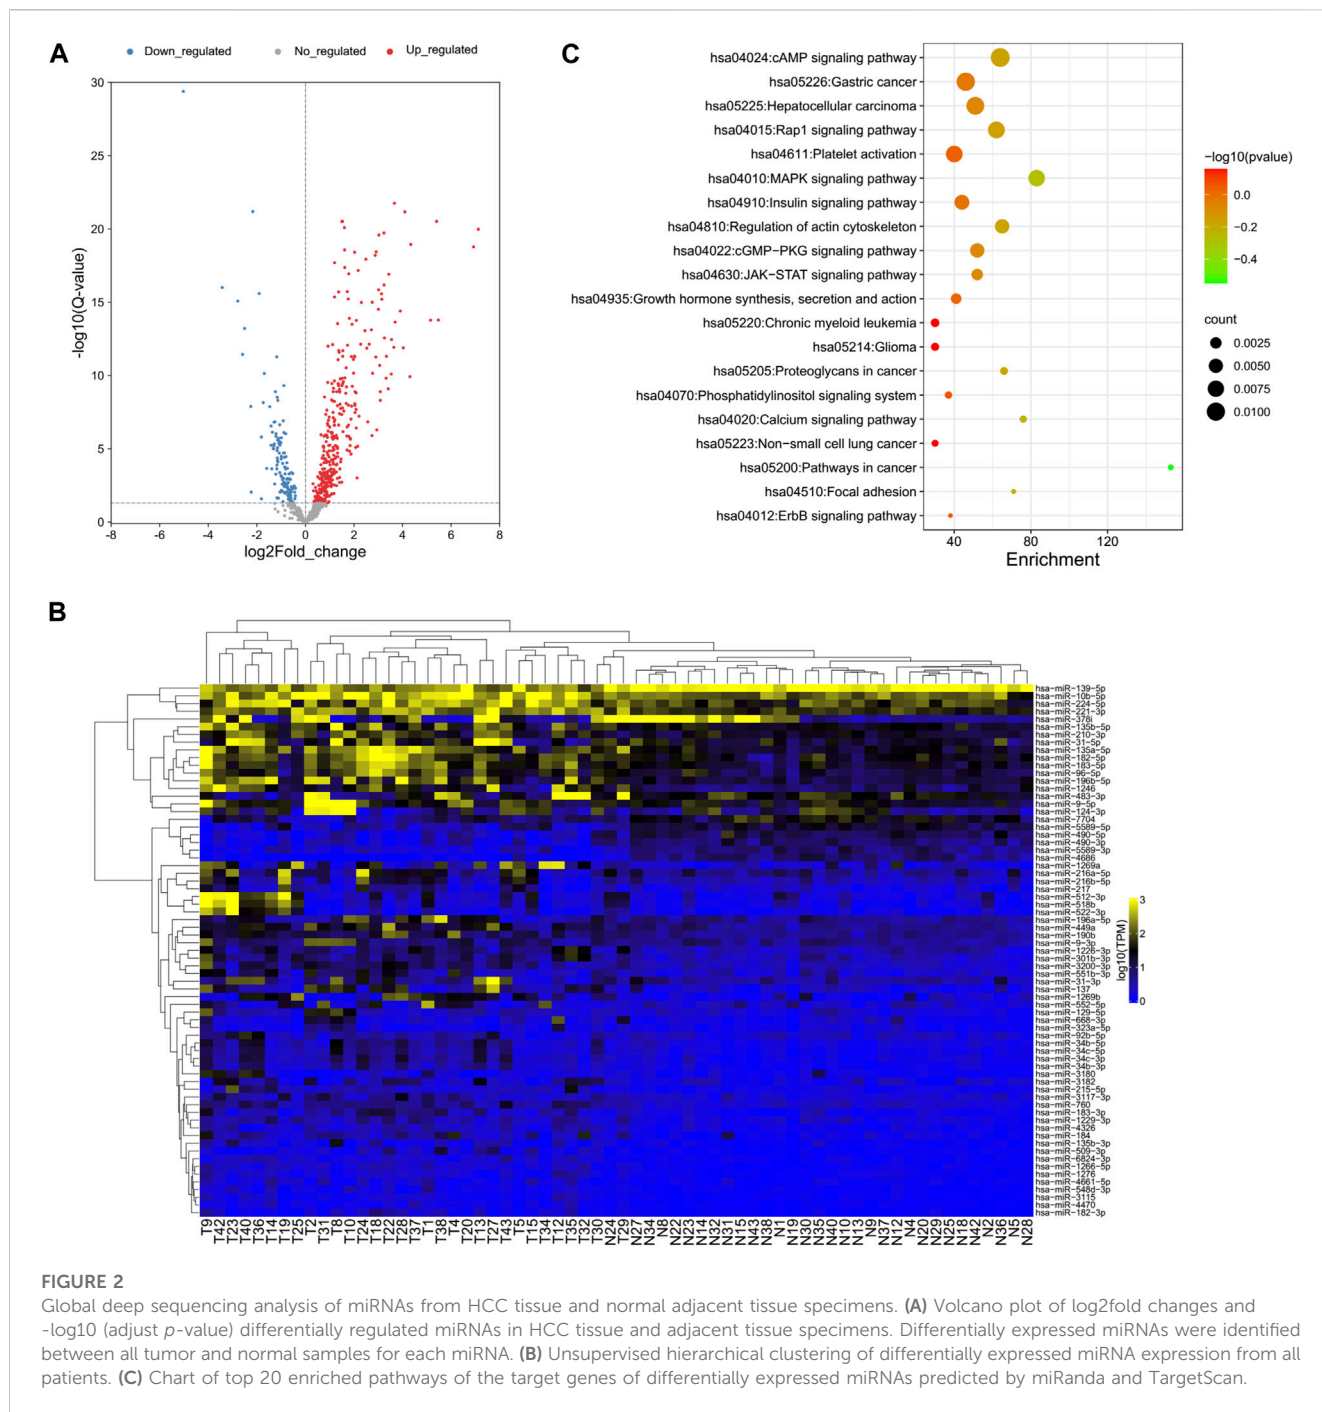 A
Down_regulated
No_regulated
Up_regulated
30
25
20
15
10
5
0
-log10(Q-value)
-8
-6
-4
-2
0
2
4
6
8
log2Fold_change
C
hsa04024:cAMP signaling pathway
hsa05226:Gastric cancer
hsa05225:Hepatocellular carcinoma
hsa04015:Rap1 signaling pathway
hsa04611:Platelet activation
hsa04010:MAPK signaling pathway
hsa04910:Insulin signaling pathway
hsa04810:Regulation of actin cytoskeleton
hsa04022:cGMP−PKG signaling pathway
hsa04630:JAK−STAT signaling pathway
hsa04935:Growth hormone synthesis, secretion and action
hsa05220:Chronic myeloid leukemia
hsa05214:Glioma
hsa05205:Proteoglycans in cancer
hsa04070:Phosphatidylinositol signaling system
hsa04020:Calcium signaling pathway
hsa05223:Non−small cell lung cancer
hsa05200:Pathways in cancer
hsa04510:Focal adhesion
hsa04012:ErbB signaling pathway
40
80
120
Enrichment
−log10(pvalue)
0.0
−0.2
−0.4
count
0.0025
0.0050
0.0075
0.0100
B
hsa−miR−139−5p
hsa−miR−10b−5p
hsa−miR−224−5p
hsa−miR−221−3p
hsa−miR−378i
hsa−miR−135b−5p
hsa−miR−210−3p
hsa−miR−31−5p
hsa−miR−135a−5p
hsa−miR−182−5p
hsa−miR−183−5p
hsa−miR−96−5p
hsa−miR−196b−5p
hsa−miR−1246
hsa−miR−483−3p
hsa−miR−9−5p
hsa−miR−124−3p
hsa−miR−7704
hsa−miR−5589−5p
hsa−miR−490−5p
hsa−miR−490−3p
hsa−miR−5589−3p
hsa−miR−4686
hsa−miR−1269a
hsa−miR−216a−5p
hsa−miR−216b−5p
hsa−miR−217
hsa−miR−512−3p
hsa−miR−518b
hsa−miR−522−3p
hsa−miR−196a−5p
hsa−miR−449a
hsa−miR−190b
hsa−miR−9−3p
hsa−miR−1226−3p
hsa−miR−301b−3p
hsa−miR−3200−3p
hsa−miR−551b−3p
hsa−miR−31−3p
hsa−miR−137
hsa−miR−1269b
hsa−miR−552−5p
hsa−miR−129−5p
hsa−miR−668−3p
hsa−miR−323a−5p
hsa−miR−92b−5p
hsa−miR−34b−5p
hsa−miR−34c−5p
hsa−miR−34c−3p
hsa−miR−34b−3p
hsa−miR−3180
hsa−miR−3182
hsa−miR−215−5p
hsa−miR−3117−3p
hsa−miR−760
hsa−miR−183−3p
hsa−miR−1229−3p
hsa−miR−4326
hsa−miR−184
hsa−miR−135b−3p
hsa−miR−509−3p
hsa−miR−6824−3p
hsa−miR−1266−5p
hsa−miR−1276
hsa−miR−4661−5p
hsa−miR−548d−3p
hsa−miR−3115
hsa−miR−4470
hsa−miR−182−3p
T9
T42
T23
T40
T36
T14
T19
T25
T2
T31
T8
T10
T24
T18
T22
T28
T37
T1
T38
T4
T20
T13
T27
T43
T5
T15
T34
T12
T35
T32
T30
N24
T29
N27
N34
N8
N22
N23
N14
N32
N31
N15
N43
N38
N1
N19
N30
N35
N40
N10
N13
N9
N37
N12
N4
N20
N29
N25
N18
N42
N2
N36
N5
N28
log10(TPM)
3
2
1
0
FIGURE 2
Global deep sequencing analysis of miRNAs from HCC tissue and normal adjacent tissue specimens. (A) Volcano plot of log2fold changes and
-log10 (adjust p-value) differentially regulated miRNAs in HCC tissue and adjacent tissue specimens. Differentially expressed miRNAs were identified
between all tumor and normal samples for each miRNA. (B) Unsupervised hierarchical clustering of differentially expressed miRNA expression from all
patients. (C) Chart of top 20 enriched pathways of the target genes of differentially expressed miRNAs predicted by miRanda and TargetScan.